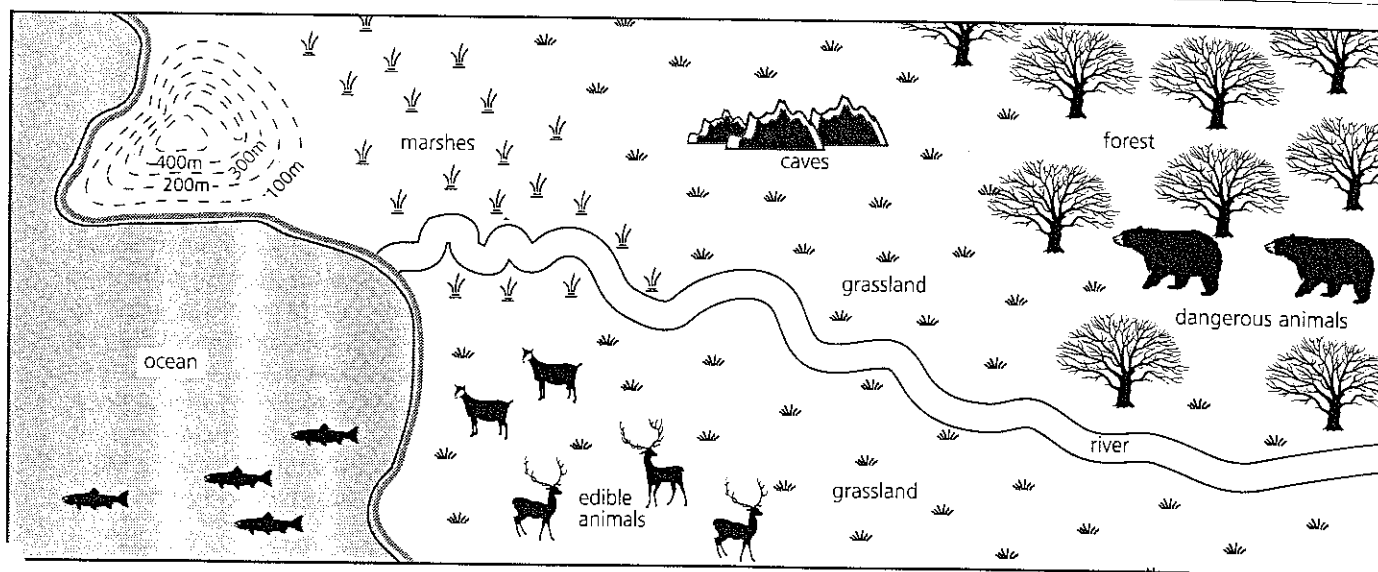 marshes
caves
forest
400m
300m
200m
100m
grassland
dangerous animals
ocean
river
edible
animals
grassland